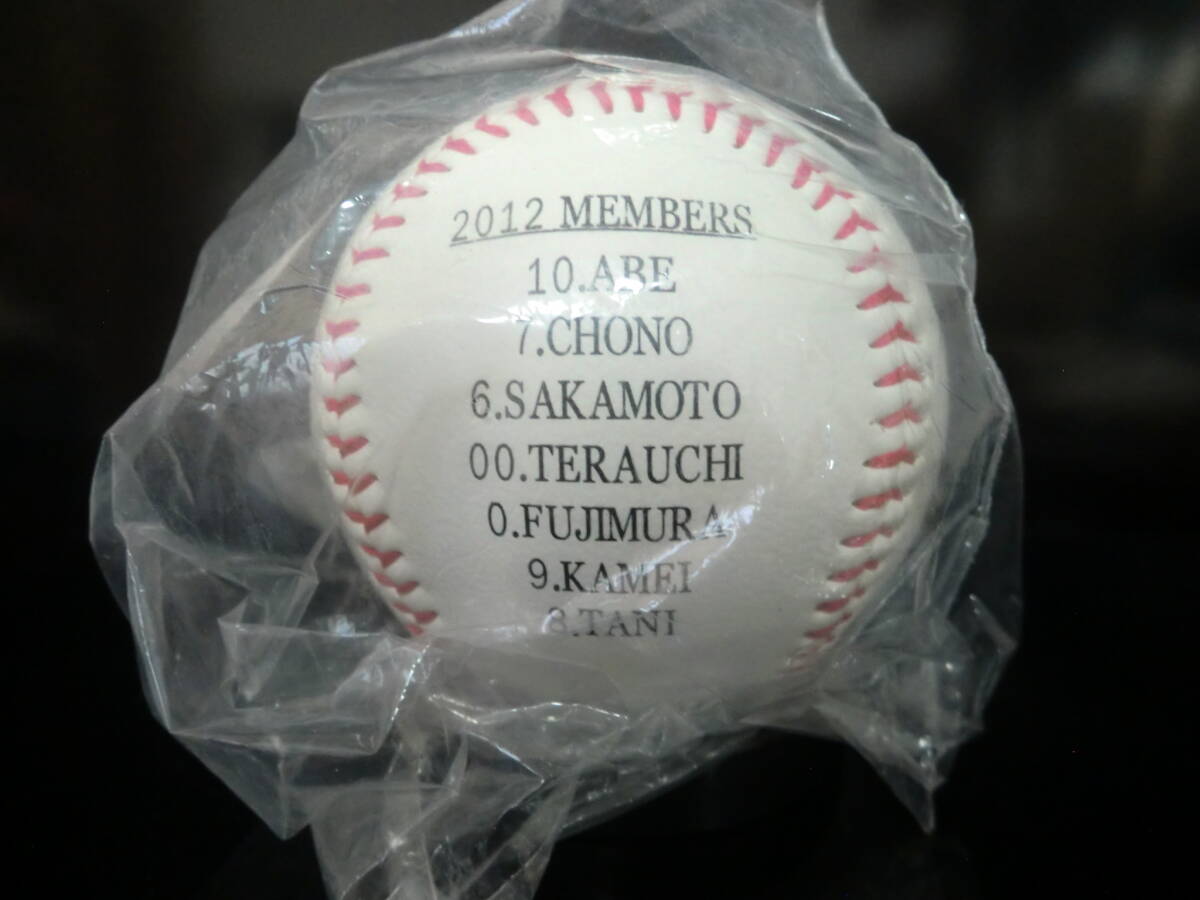 2012 MEMBERS
10.ABE
7.CHONO
6.SAKAMOTO
00.TERAUCHI
0.FUJIMURA
9.KAMEI
8.TANI